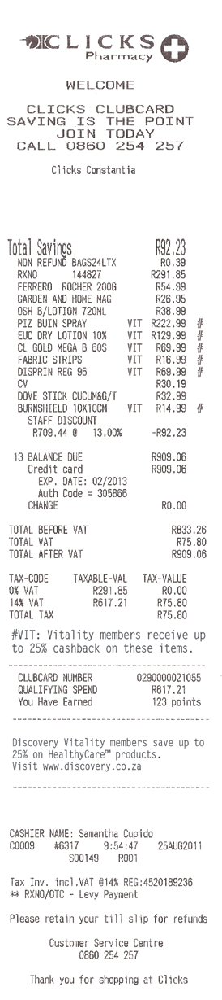 CLICKS
Pharmacy
WELCOME
CLICKS CLUBCARD
SAVING IS THE POINT
JOIN TODAY
CALL 0860 254 257
Clicks Constantia
Total Savings R92.23
NON REFUND BAGS24LTX R0.39
RXNO 144827 R291.85
FERRERO ROCHER 200G R54.99
GARDEN AND HOME MAG R26.95
OSH B/LOTION 720ML R38.99
PIZ BUIN SPRAY VIT R222.99 #
EUC DRY LOTION 10% VIT R129.99 #
CL GOLD MEGA B 60S VIT R69.99 #
FABRIC STRIPS VIT R16.99 #
DISPRIN REG 96 VIT R69.99 #
CV R30.19
DOVE STICK CUCUM&G/T R32.99
BURNSHIELD 10X10CM VIT R14.99 #
STAFF DISCOUNT
R709.44 @ 13.00% -R92.23
13 BALANCE DUE R909.06
Credit card R909.06
EXP. DATE: 02/2013
Auth Code = 305866
CHANGE R0.00
TOTAL BEFORE VAT R833.26
TOTAL VAT R75.80
TOTAL AFTER VAT R909.06
TAX-CODE TAXABLE-VAL TAX-VALUE
0% VAT R291.85 R0.00
14% VAT R617.21 R75.80
TOTAL TAX R75.80
#VIT: Vitality members receive up
to 25% cashback on these items.
CLUBCARD NUMBER 0290000021055
QUALIFYING SPEND R617.21
You Have Earned 123 points
Discovery Vitality members save up to
25% on HealthyCare™ products.
Visit www.discovery.co.za
CASHIER NAME: Samantha Cupido
C0009 #6317 9:54:47 25AUG2011
S00149 R001
Tax Inv. incl.VAT @14% REG:4520189236
** RXNO/OTC - Levy Payment
Please retain your till slip for refunds
Customer Service Centre
0860 254 257
Thank you for shopping at Clicks